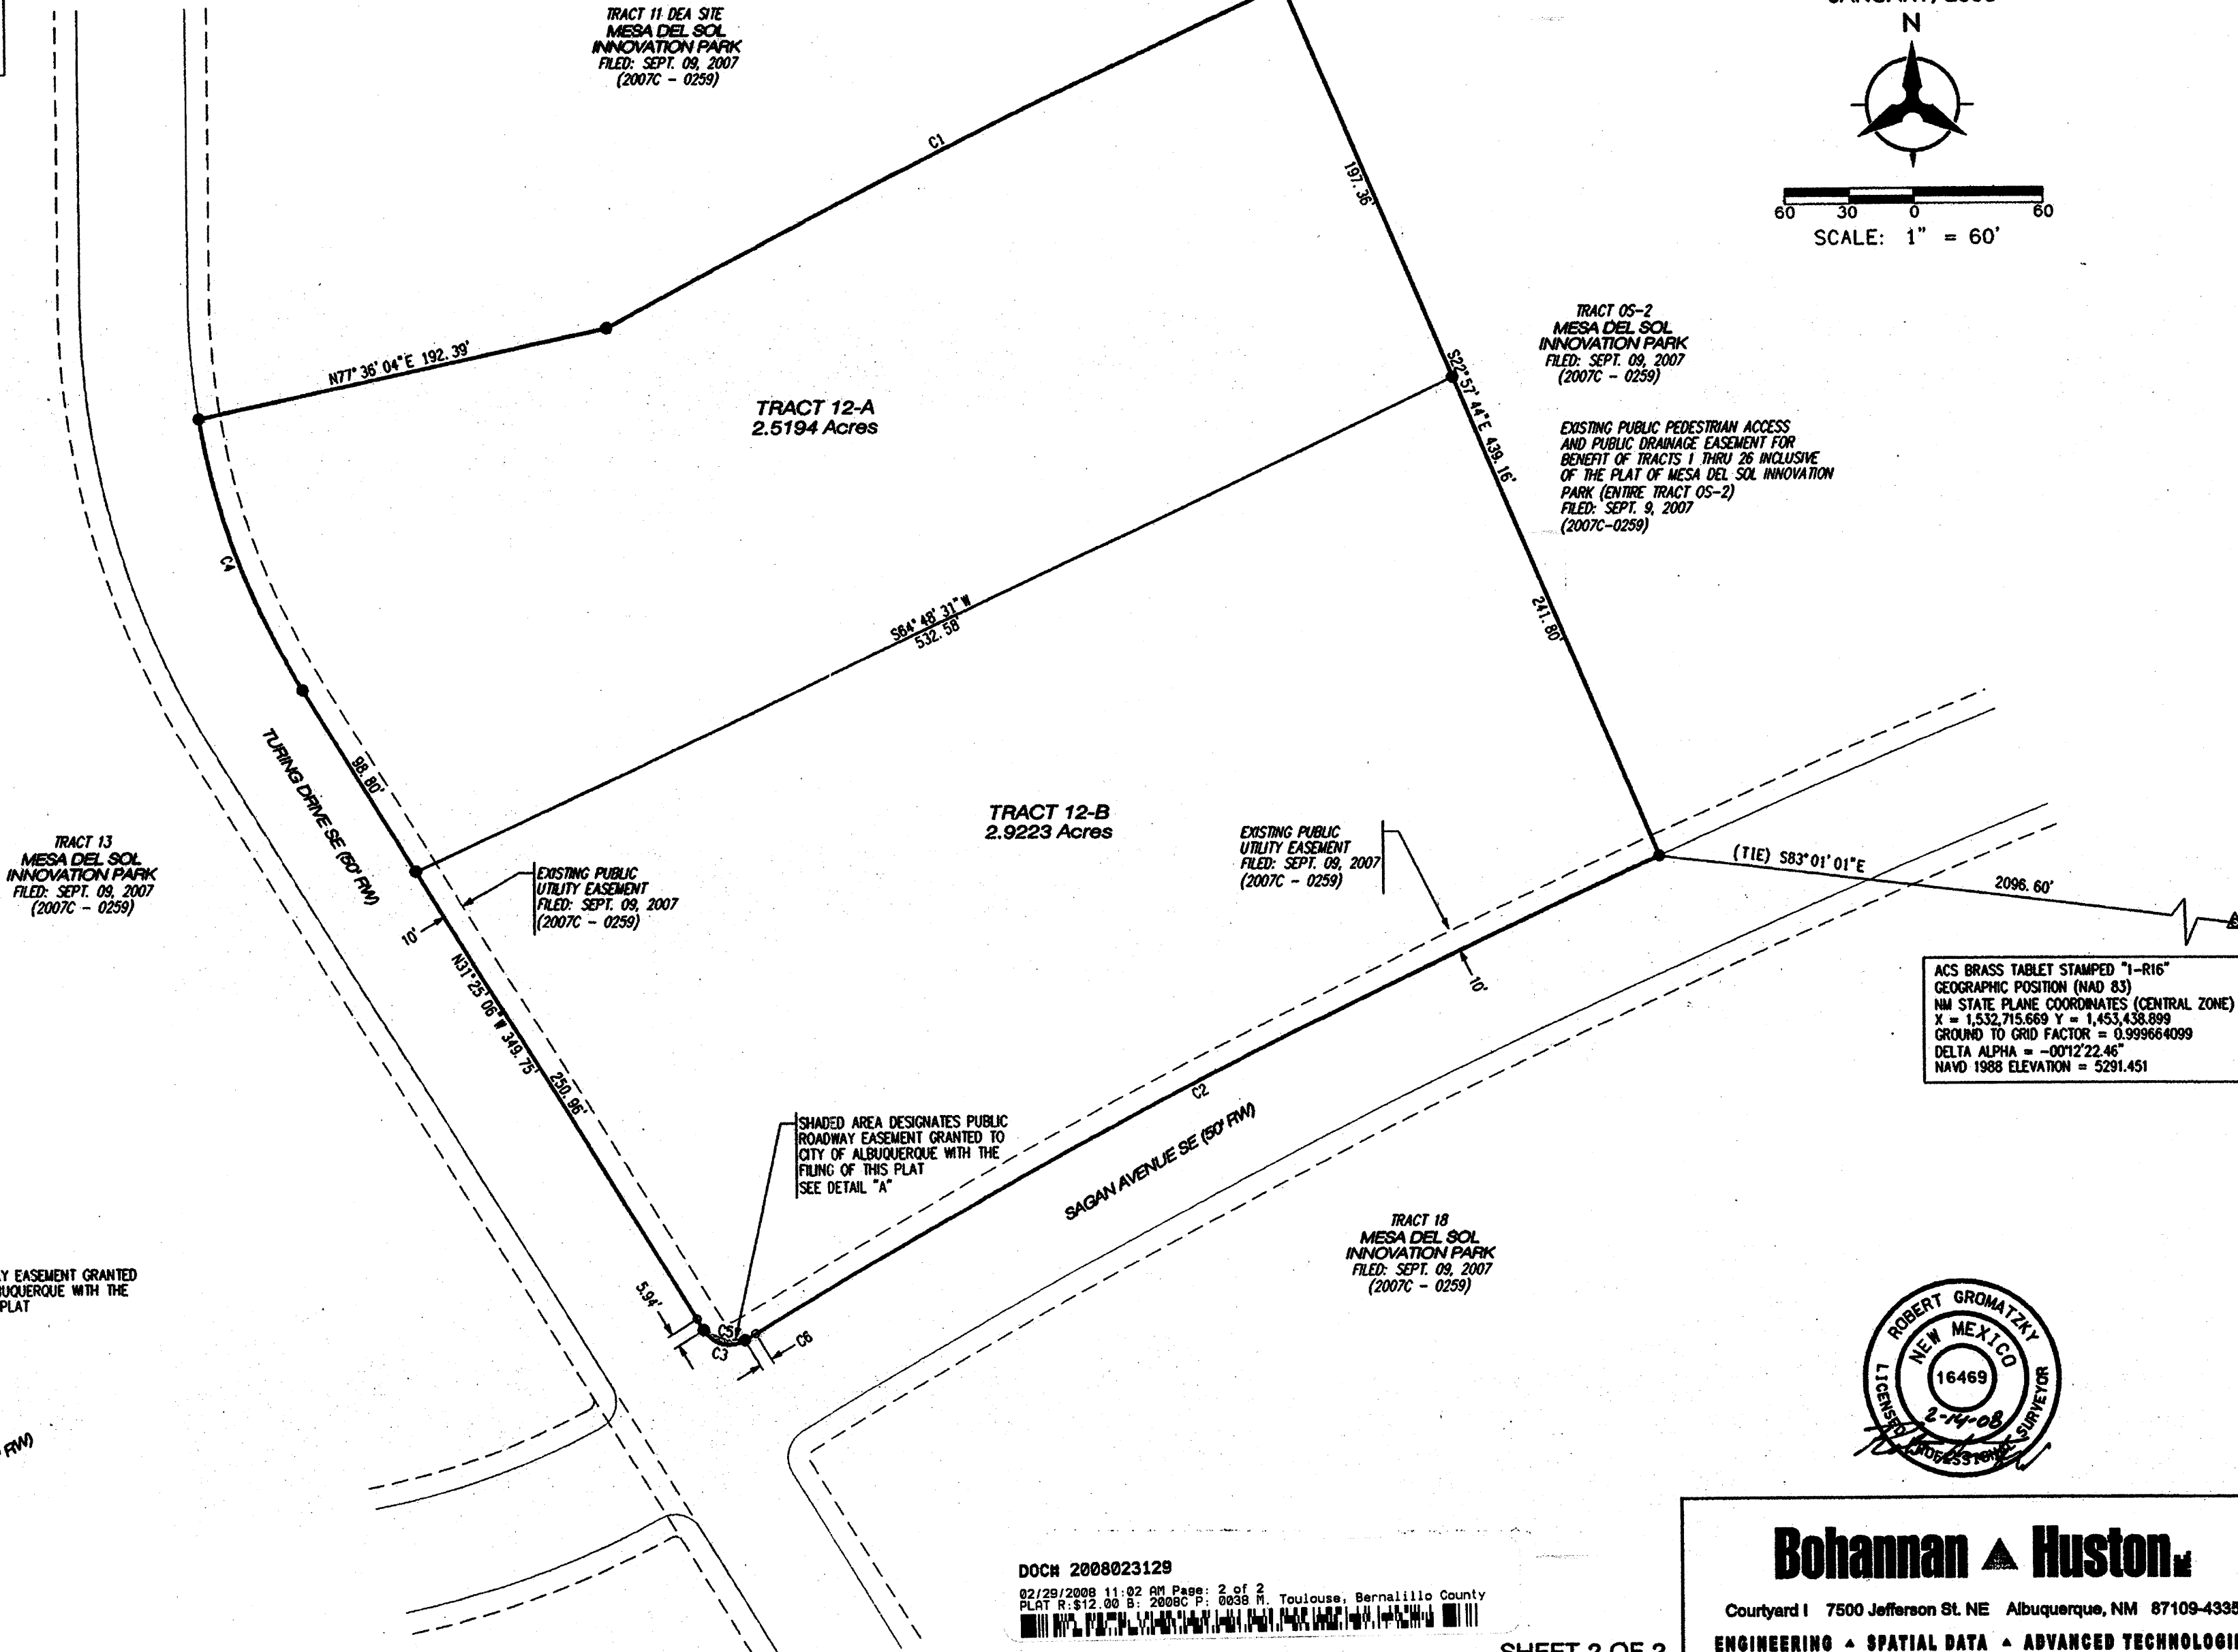 TRACT 11 DEA SITE
MESA DEL SOL
INNOVATION PARK
FILED: SEPT. 09, 2007
(2007C - 0259)
N
60 30 0 60
SCALE: 1" = 60'
C1
197.36'
N77°36'04"E 192.39'
TRACT 12-A
2.5194 Acres
S22°57'44"E 439.16'
TRACT OS-2
MESA DEL SOL
INNOVATION PARK
FILED: SEPT. 09, 2007
(2007C - 0259)
EXISTING PUBLIC PEDESTRIAN ACCESS
AND PUBLIC DRAINAGE EASEMENT FOR
BENEFIT OF TRACTS 1 THRU 26 INCLUSIVE
OF THE PLAT OF MESA DEL SOL INNOVATION
PARK (ENTIRE TRACT OS-2)
FILED: SEPT. 9, 2007
(2007C-0259)
C4
S64°48'31"W
532.58'
241.80'
98.80'
TURING DRIVE SE (50' RW)
TRACT 13
MESA DEL SOL
INNOVATION PARK
FILED: SEPT. 09, 2007
(2007C - 0259)
TRACT 12-B
2.9223 Acres
EXISTING PUBLIC
UTILITY EASEMENT
FILED: SEPT. 09, 2007
(2007C - 0259)
EXISTING PUBLIC
UTILITY EASEMENT
FILED: SEPT. 09, 2007
(2007C - 0259)
(TIE) S83°01'01"E
2096.60'
10'
10'
N31°25'06"W 349.75'
250.96'
C2
ACS BRASS TABLET STAMPED "1-R16"
GEOGRAPHIC POSITION (NAD 83)
NM STATE PLANE COORDINATES (CENTRAL ZONE)
X = 1,532,715.669 Y = 1,453,438.899
GROUND TO GRID FACTOR = 0.999664099
DELTA ALPHA = -00°12'22.46"
NAVD 1988 ELEVATION = 5291.451
SHADED AREA DESIGNATES PUBLIC
ROADWAY EASEMENT GRANTED TO
CITY OF ALBUQUERQUE WITH THE
FILING OF THIS PLAT
SEE DETAIL "A"
SAGAN AVENUE SE (50' RW)
TRACT 18
MESA DEL SOL
INNOVATION PARK
FILED: SEPT. 09, 2007
(2007C - 0259)
Y EASEMENT GRANTED
UQUERQUE WITH THE
PLAT
5.94'
C5
C3
C6
RW)
ROBERT GROMATZKY
NEW MEXICO
16469
2-14-08
LICENSED PROFESSIONAL SURVEYOR
DOC# 2008023129
02/29/2008 11:02 AM Page: 2 of 2
PLAT R:$12.00 B: 2008C P: 0038 M. Toulouse, Bernalillo County
SHEET 2 OF 2
Bohannan Huston
Courtyard I 7500 Jefferson St. NE Albuquerque, NM 87109-4335
ENGINEERING ▲ SPATIAL DATA ▲ ADVANCED TECHNOLOG